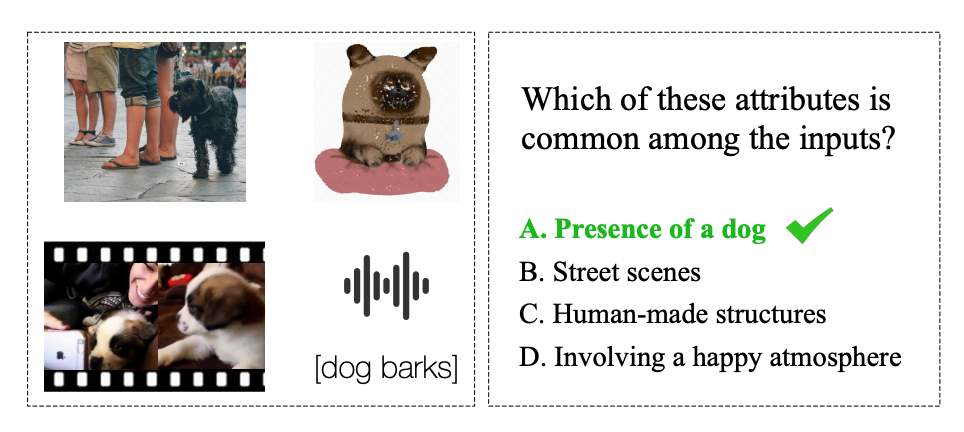 [dog barks]
Which of these attributes is
common among the inputs?
A. Presence of a dog
B. Street scenes
C. Human-made structures
D. Involving a happy atmosphere